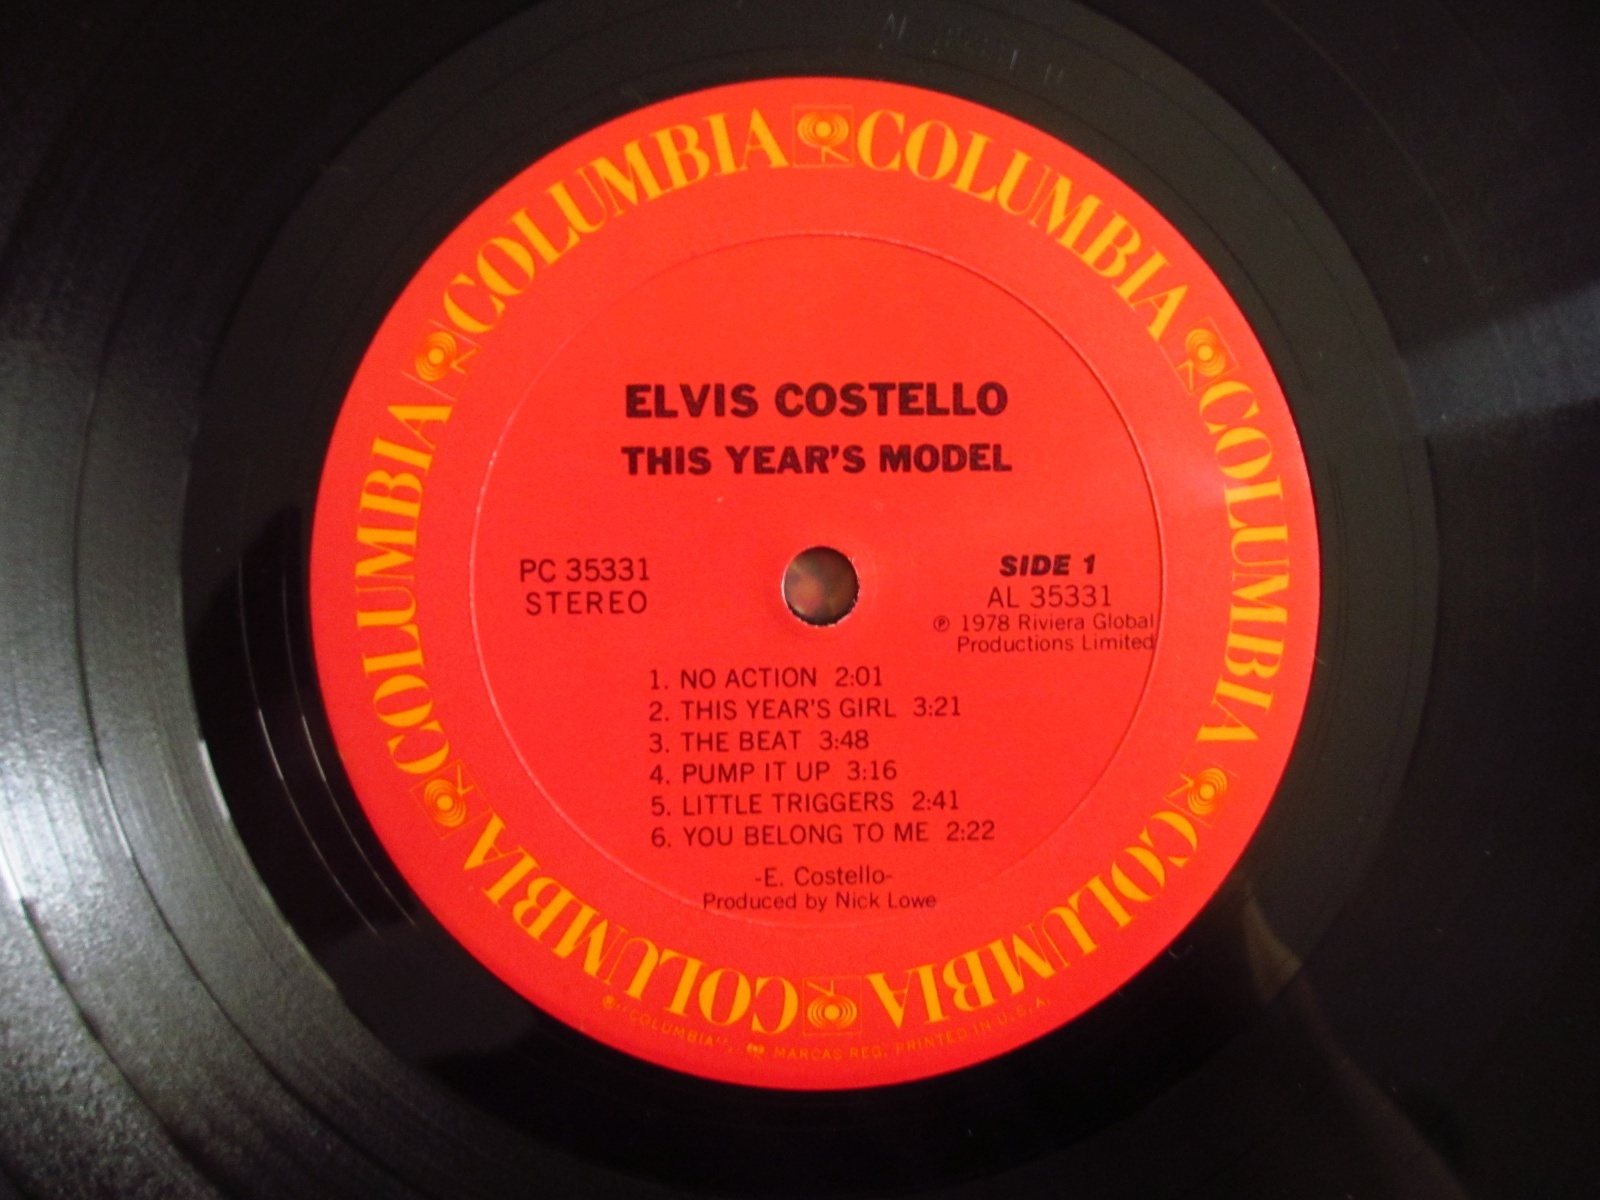 COLUMBIA COLUMBIA COLUMBIA COLUMBIA COLUMBIA COLUMBIA
ELVIS COSTELLO
THIS YEAR'S MODEL
PC 35331
STEREO
SIDE 1
AL 35331
℗ 1978 Riviera Global
Productions Limited
1. NO ACTION 2:01
2. THIS YEAR'S GIRL 3:21
3. THE BEAT 3:48
4. PUMP IT UP 3:16
5. LITTLE TRIGGERS 2:41
6. YOU BELONG TO ME 2:22
-E. Costello-
Produced by Nick Lowe
® "COLUMBIA", MARCAS REG. PRINTED IN U.S.A.